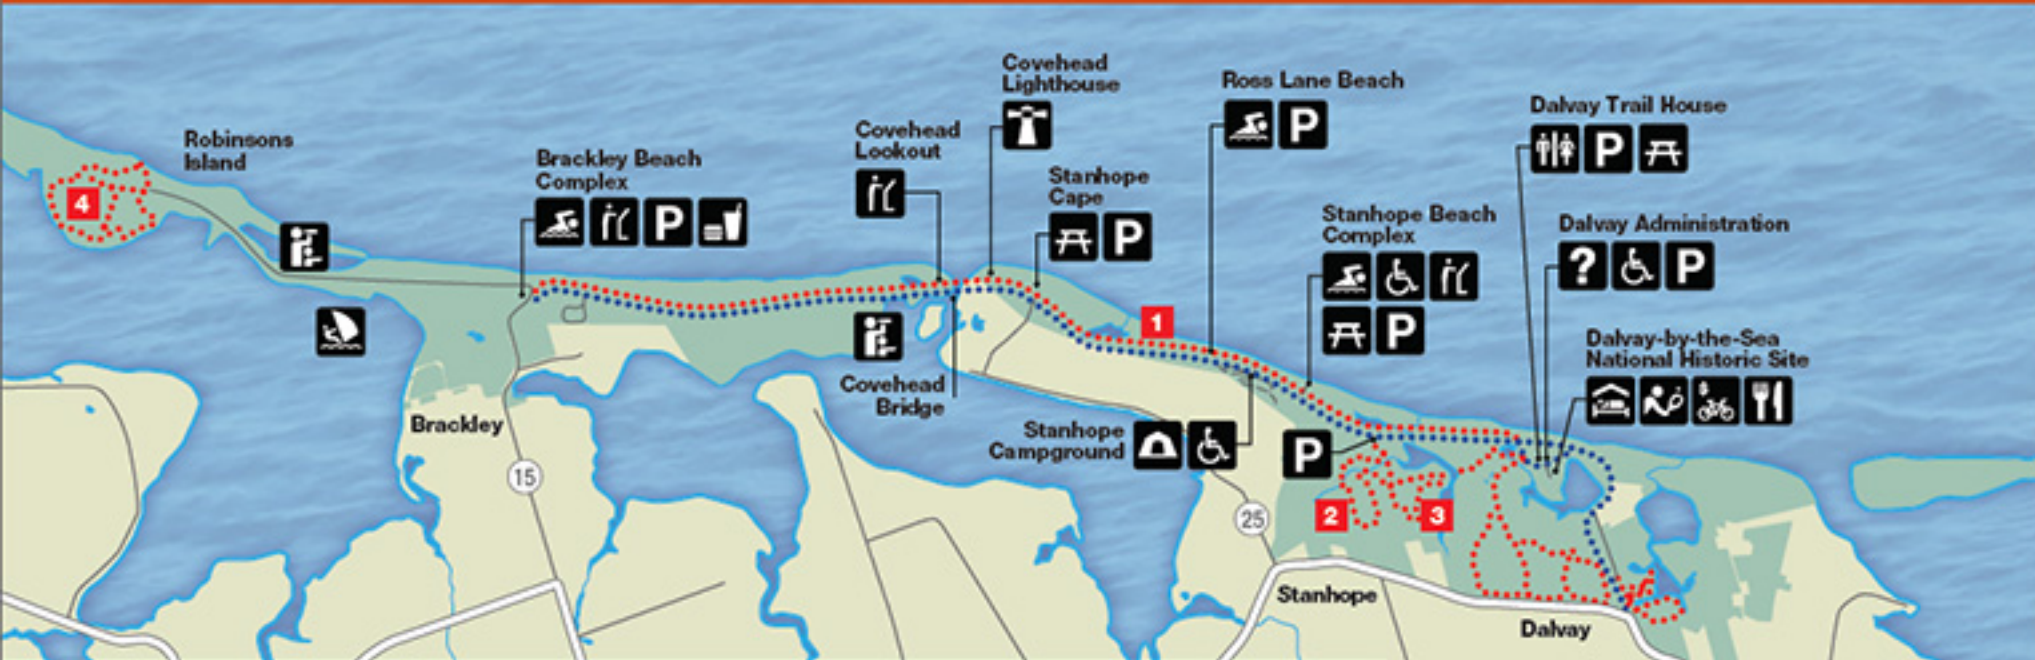 Robinsons
Island
4
Brackley Beach
Complex
P
Covehead
Lookout
Covehead
Lighthouse
Stanhope
Cape
P
Ross Lane Beach
P
Stanhope Beach
Complex
P
Dalvay Trail House
P
Dalvay Administration
? P
Dalvay-by-the-Sea
National Historic Site
$
1
Covehead
Bridge
Stanhope
Campground
P
Brackley
15
2
3
25
Stanhope
Dalvay